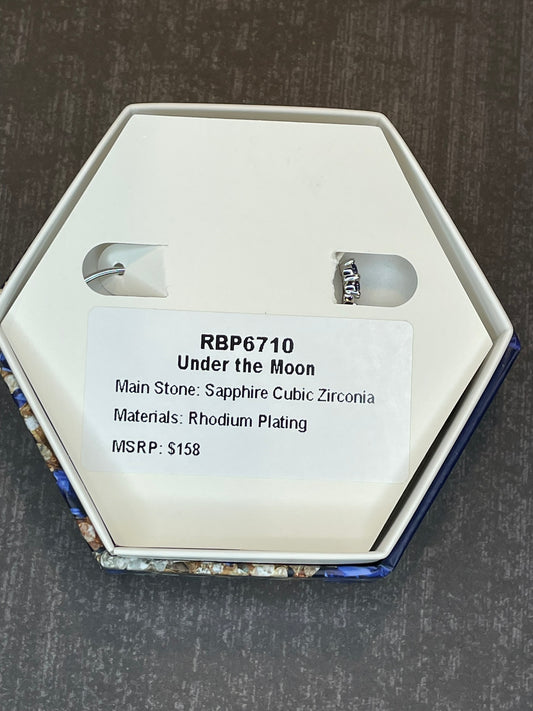 RBP6710
Under the Moon
Main Stone: Sapphire Cubic Zirconia
Materials: Rhodium Plating
MSRP: $158